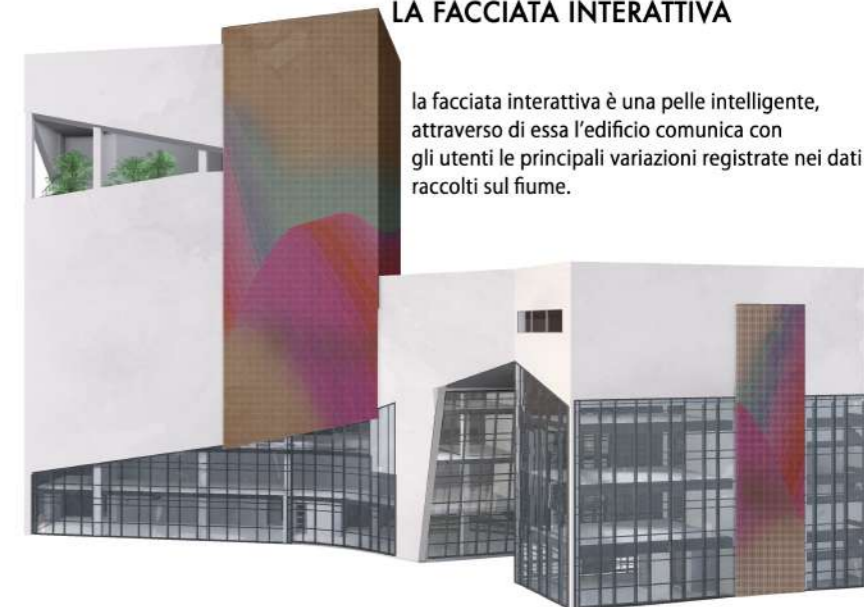 LA FACCIATA INTERATTIVA
la facciata interattiva è una pelle intelligente,
attraverso di essa l'edificio comunica con
gli utenti le principali variazioni registrate nei dati
raccolti sul fiume.